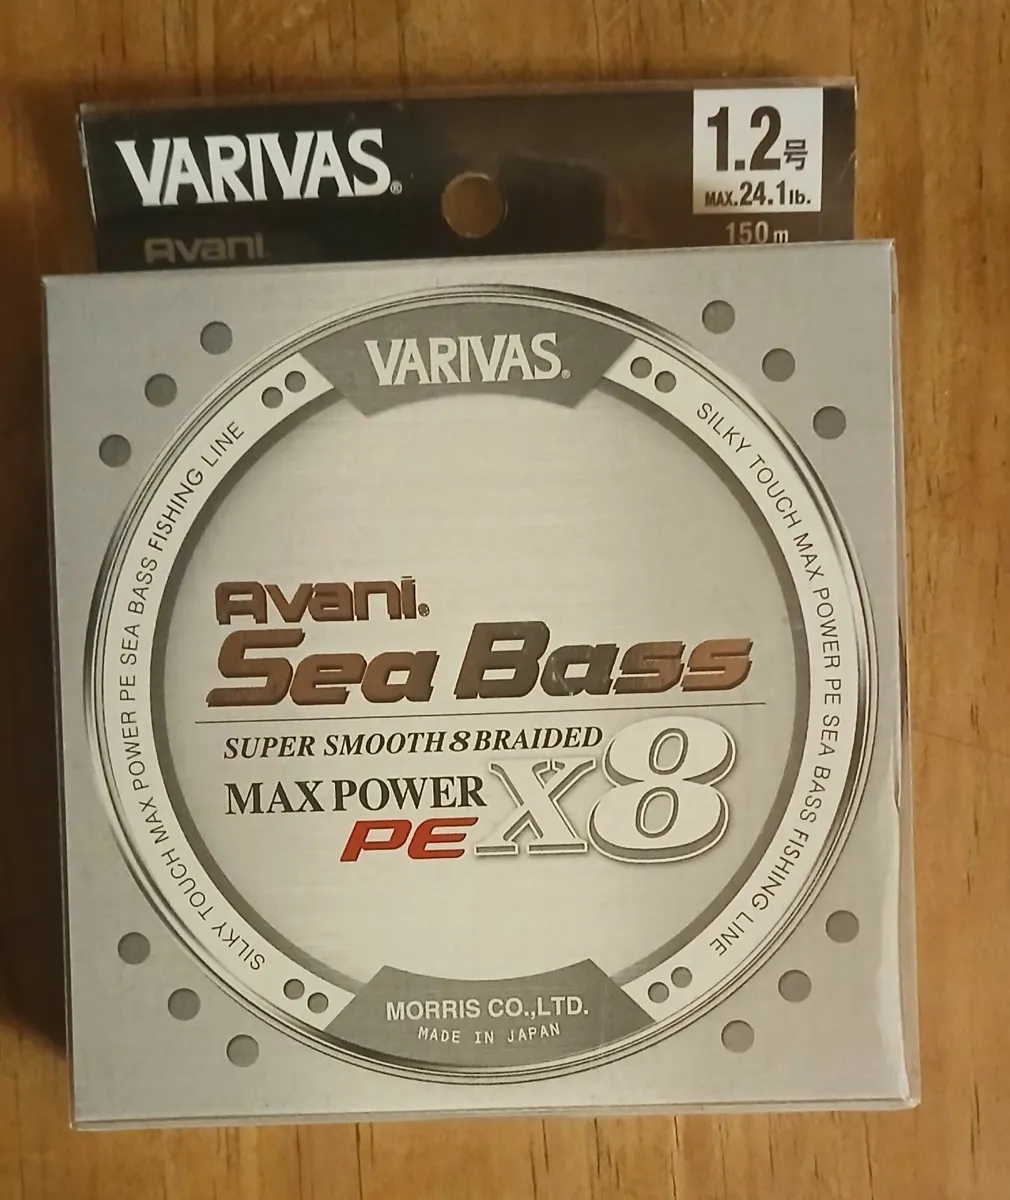 VARIVAS®
1.2号
MAX.24.1lb.
150m
Avani
VARIVAS®
SILKY TOUCH MAX POWER PE SEA BASS FISHING LINE
SILKY TOUCH MAX POWER PE SEA BASS FISHING LINE
Avani®
Sea Bass
SUPER SMOOTH 8 BRAIDED
MAX POWER
PE X8
MORRIS CO.,LTD.
MADE IN JAPAN